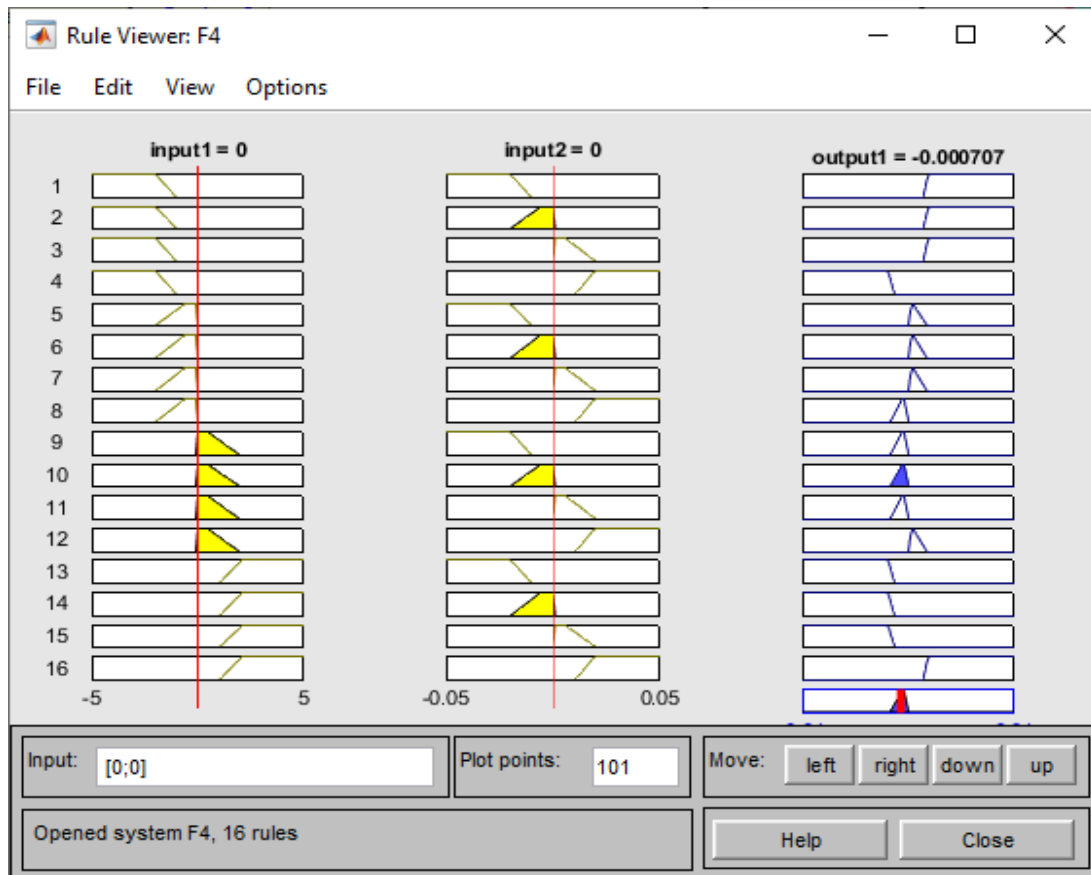 Rule Viewer: F4
File Edit View Options
input1 = 0 input2 = 0 output1 = -0.000707
1
2
3
4
5
6
7
8
9
10
11
12
13
14
15
16
-5 5 -0.05 0.05
Input: [0;0] Plot points: 101 Move: left right down up
Opened system F4, 16 rules Help Close